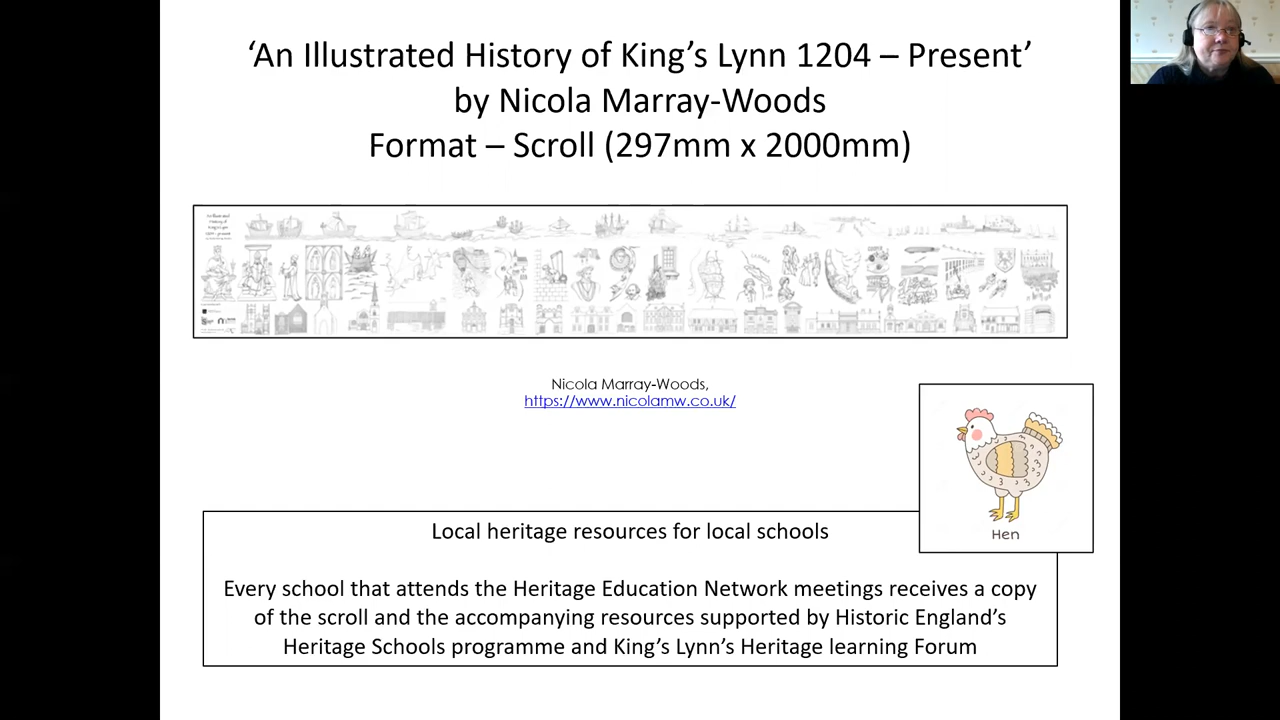 ‘An Illustrated History of King’s Lynn 1204 – Present’
by Nicola Marray-Woods
Format – Scroll (297mm x 2000mm)
Nicola Marray-Woods,
https://www.nicolamw.co.uk/
Hen
Local heritage resources for local schools
Every school that attends the Heritage Education Network meetings receives a copy
of the scroll and the accompanying resources supported by Historic England’s
Heritage Schools programme and King’s Lynn’s Heritage learning Forum